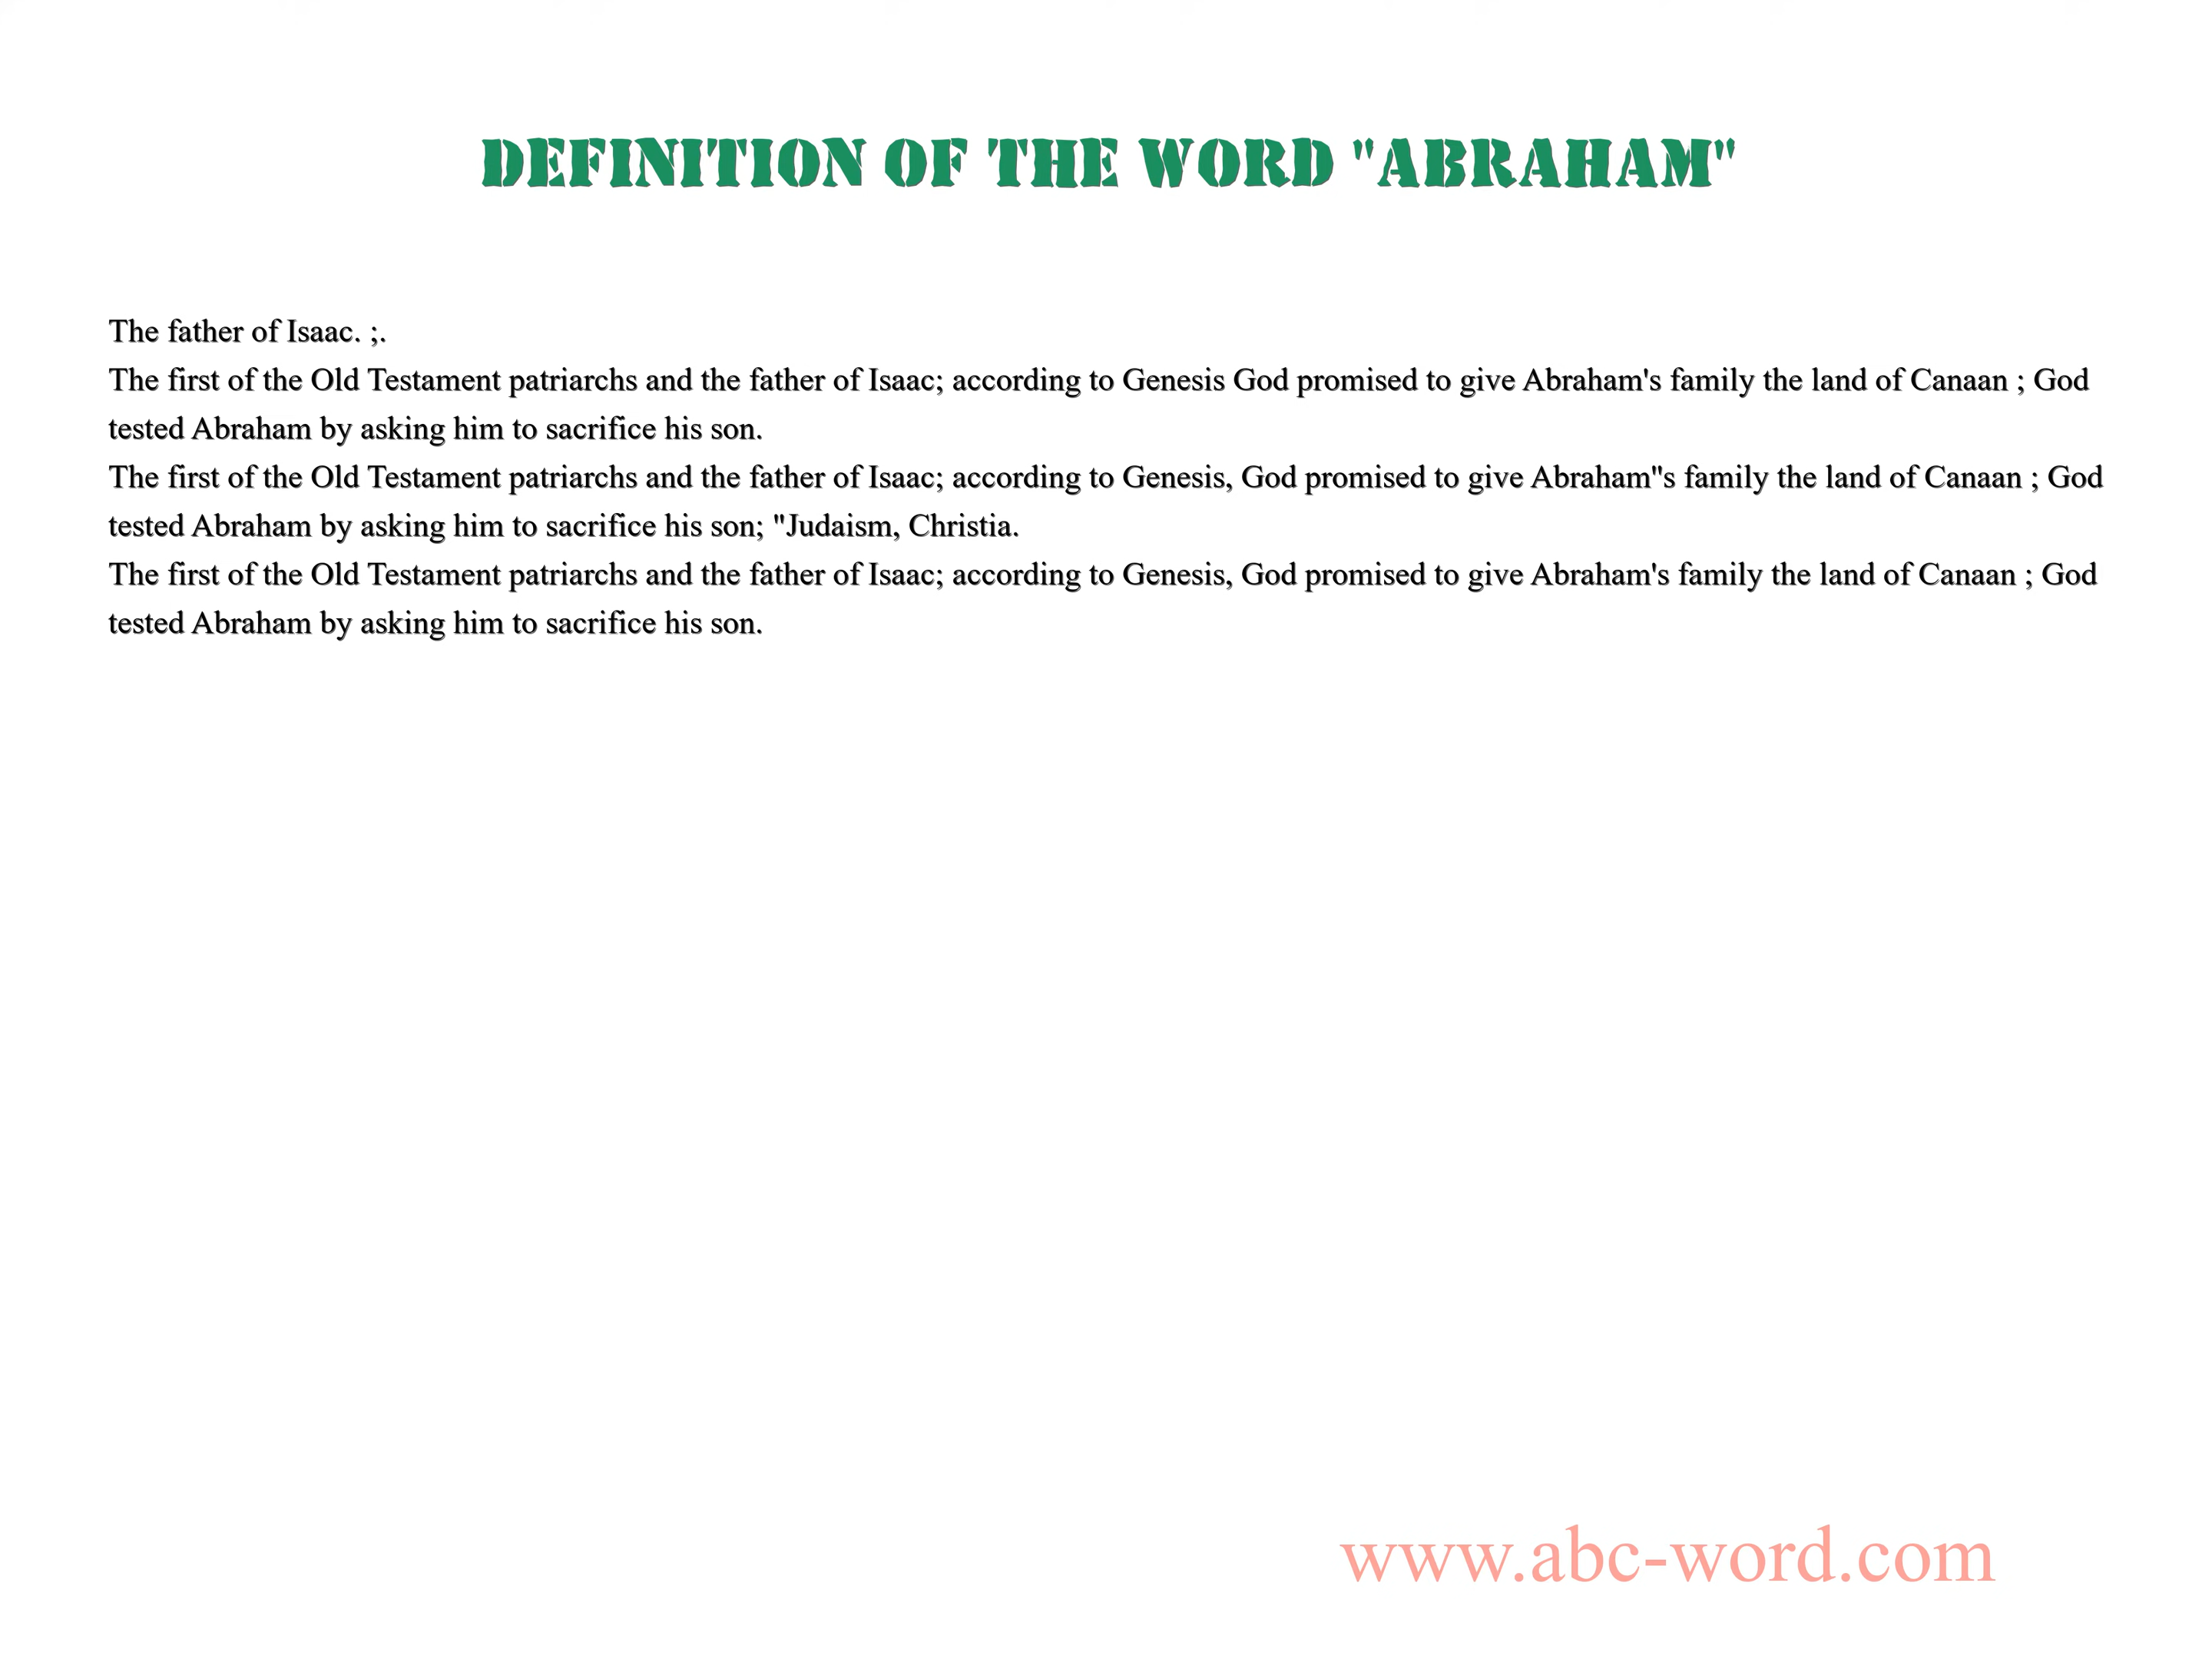 DEFINITION OF THE WORD "ABRAHAM"
The father of Isaac. ;.
The first of the Old Testament patriarchs and the father of Isaac; according to Genesis God promised to give Abraham's family the land of Canaan ; God
tested Abraham by asking him to sacrifice his son.
The first of the Old Testament patriarchs and the father of Isaac; according to Genesis, God promised to give Abraham''s family the land of Canaan ; God
tested Abraham by asking him to sacrifice his son; "Judaism, Christia.
The first of the Old Testament patriarchs and the father of Isaac; according to Genesis, God promised to give Abraham's family the land of Canaan ; God
tested Abraham by asking him to sacrifice his son.
www.abc-word.com